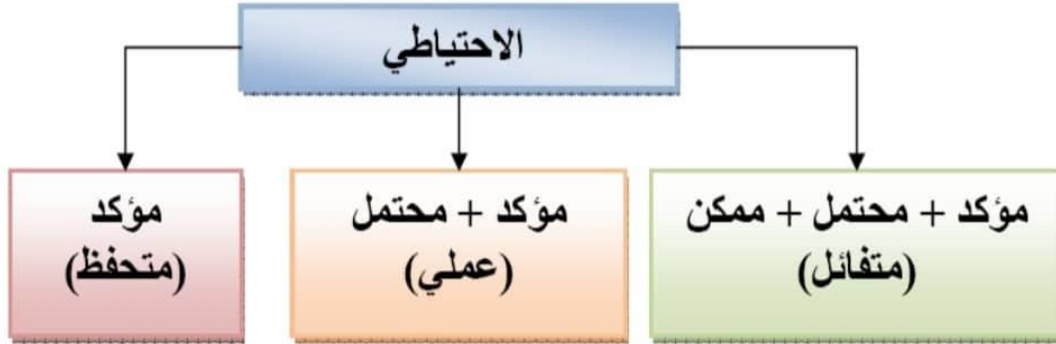 الاحتياطي
مؤكد + محتمل + ممكن
(متفائل)
مؤكد + محتمل
(عملي)
مؤكد
(متحفظ)